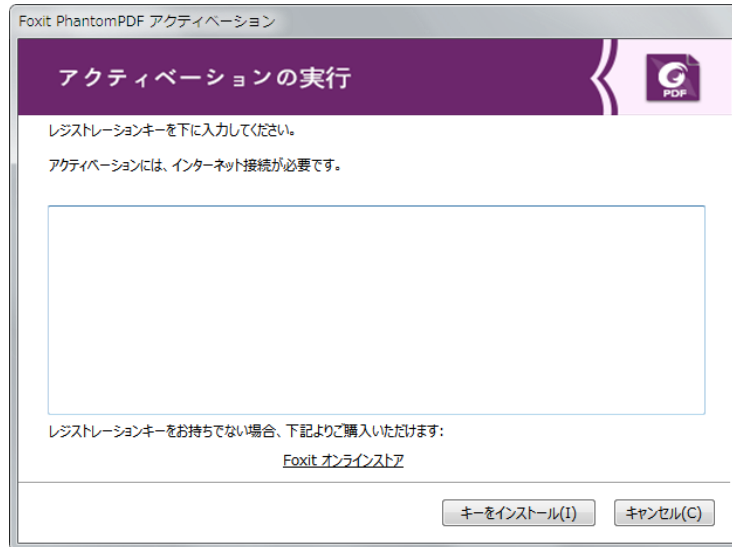 Foxit PhantomPDF アクティベーション
アクティベーションの実行
PDF
レジストレーションキーを下に入力してください。
アクティベーションには、インターネット接続が必要です。
レジストレーションキーをお持ちでない場合、下記よりご購入いただけます:
Foxit オンラインストア
キーをインストール(I)
キャンセル(C)